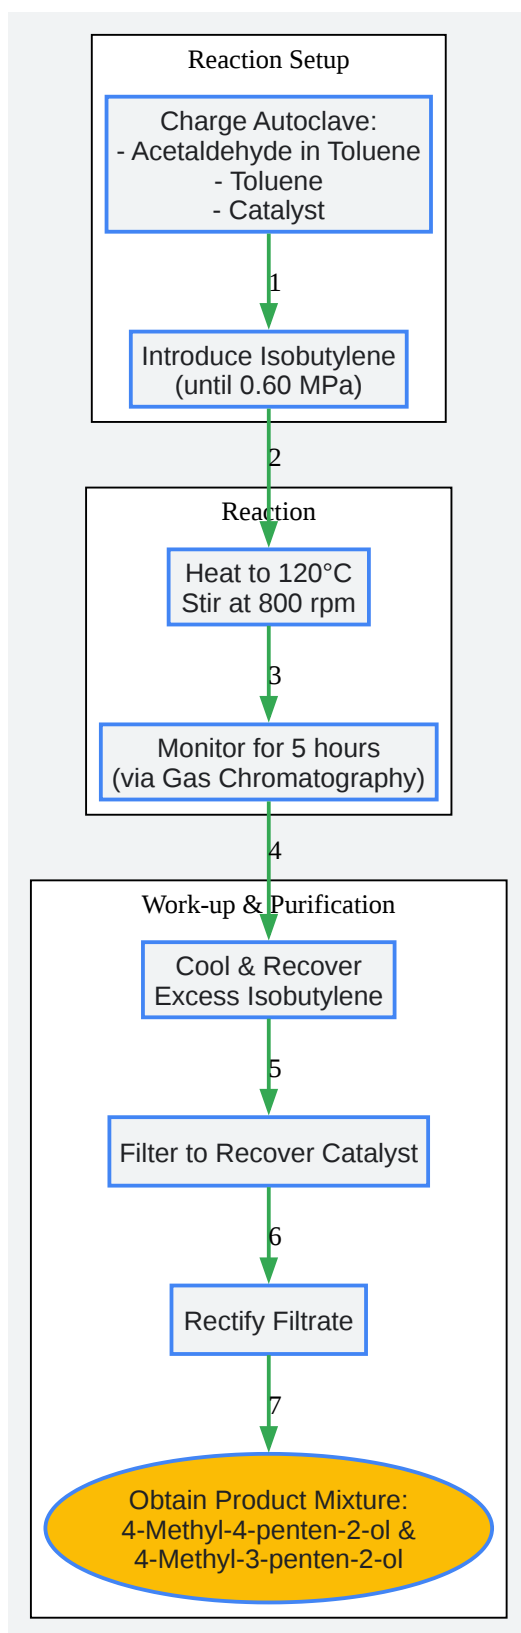 Reaction Setup
Charge Autoclave:
- Acetaldehyde in Toluene
- Toluene
- Catalyst
1
Introduce Isobutylene
(until 0.60 MPa)
2
Reaction
Heat to 120°C
Stir at 800 rpm
3
Monitor for 5 hours
(via Gas Chromatography)
4
Work-up & Purification
Cool & Recover
Excess Isobutylene
5
Filter to Recover Catalyst
6
Rectify Filtrate
7
Obtain Product Mixture:
4-Methyl-4-penten-2-ol &
4-Methyl-3-penten-2-ol